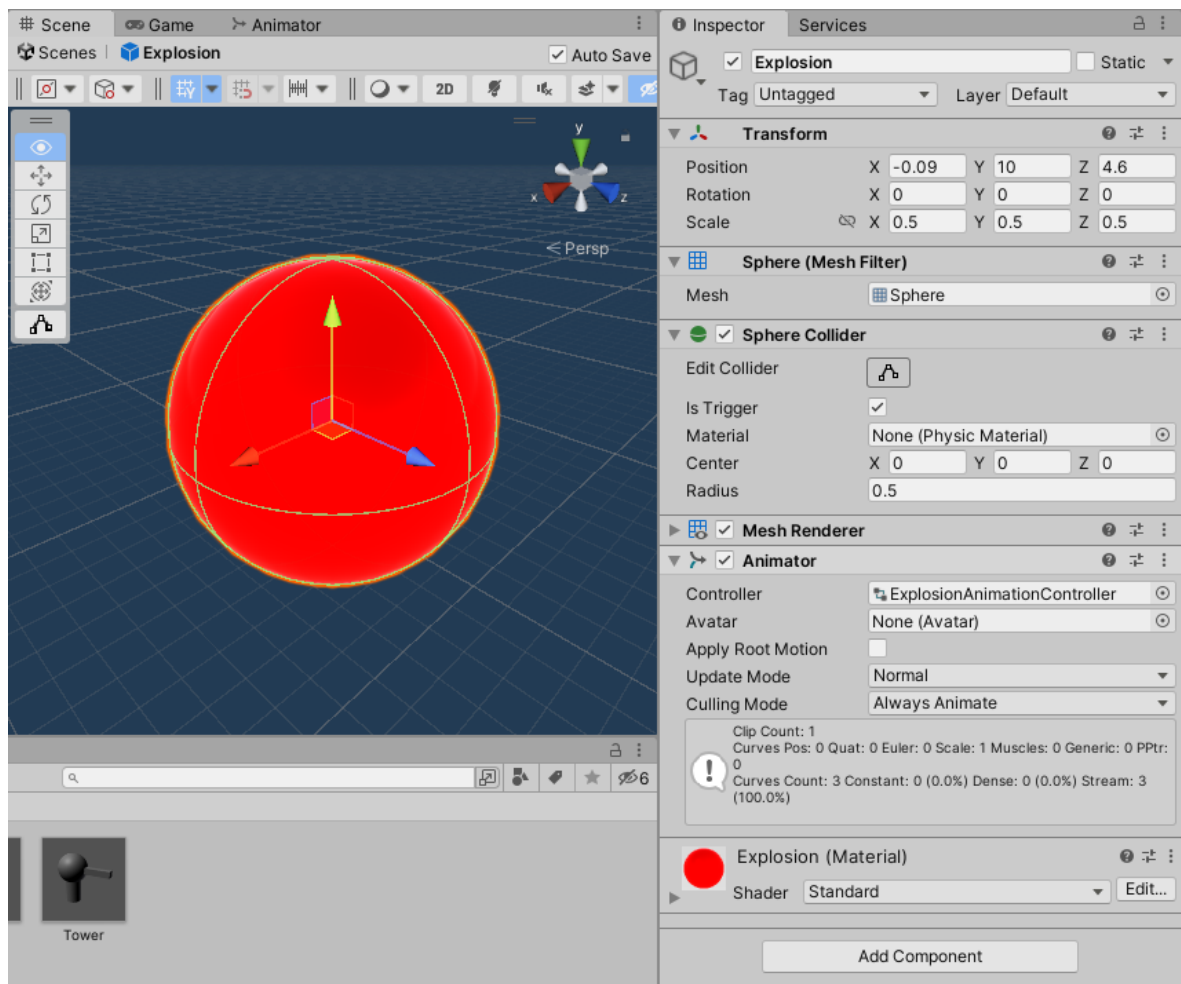 Scene Game Animator
Scenes Explosion Auto Save
2D
y
x z
Persp
6
Tower
Inspector Services
Explosion Static
Tag Untagged Layer Default
Transform
Position X -0.09 Y 10 Z 4.6
Rotation X 0 Y 0 Z 0
Scale X 0.5 Y 0.5 Z 0.5
Sphere (Mesh Filter)
Mesh Sphere
Sphere Collider
Edit Collider
Is Trigger
Material None (Physic Material)
Center X 0 Y 0 Z 0
Radius 0.5
Mesh Renderer
Animator
Controller ExplosionAnimationController
Avatar None (Avatar)
Apply Root Motion
Update Mode Normal
Culling Mode Always Animate
Clip Count: 1
Curves Pos: 0 Quat: 0 Euler: 0 Scale: 1 Muscles: 0 Generic: 0 PPtr:
0
Curves Count: 3 Constant: 0 (0.0%) Dense: 0 (0.0%) Stream: 3
(100.0%)
Explosion (Material)
Shader Standard Edit...
Add Component